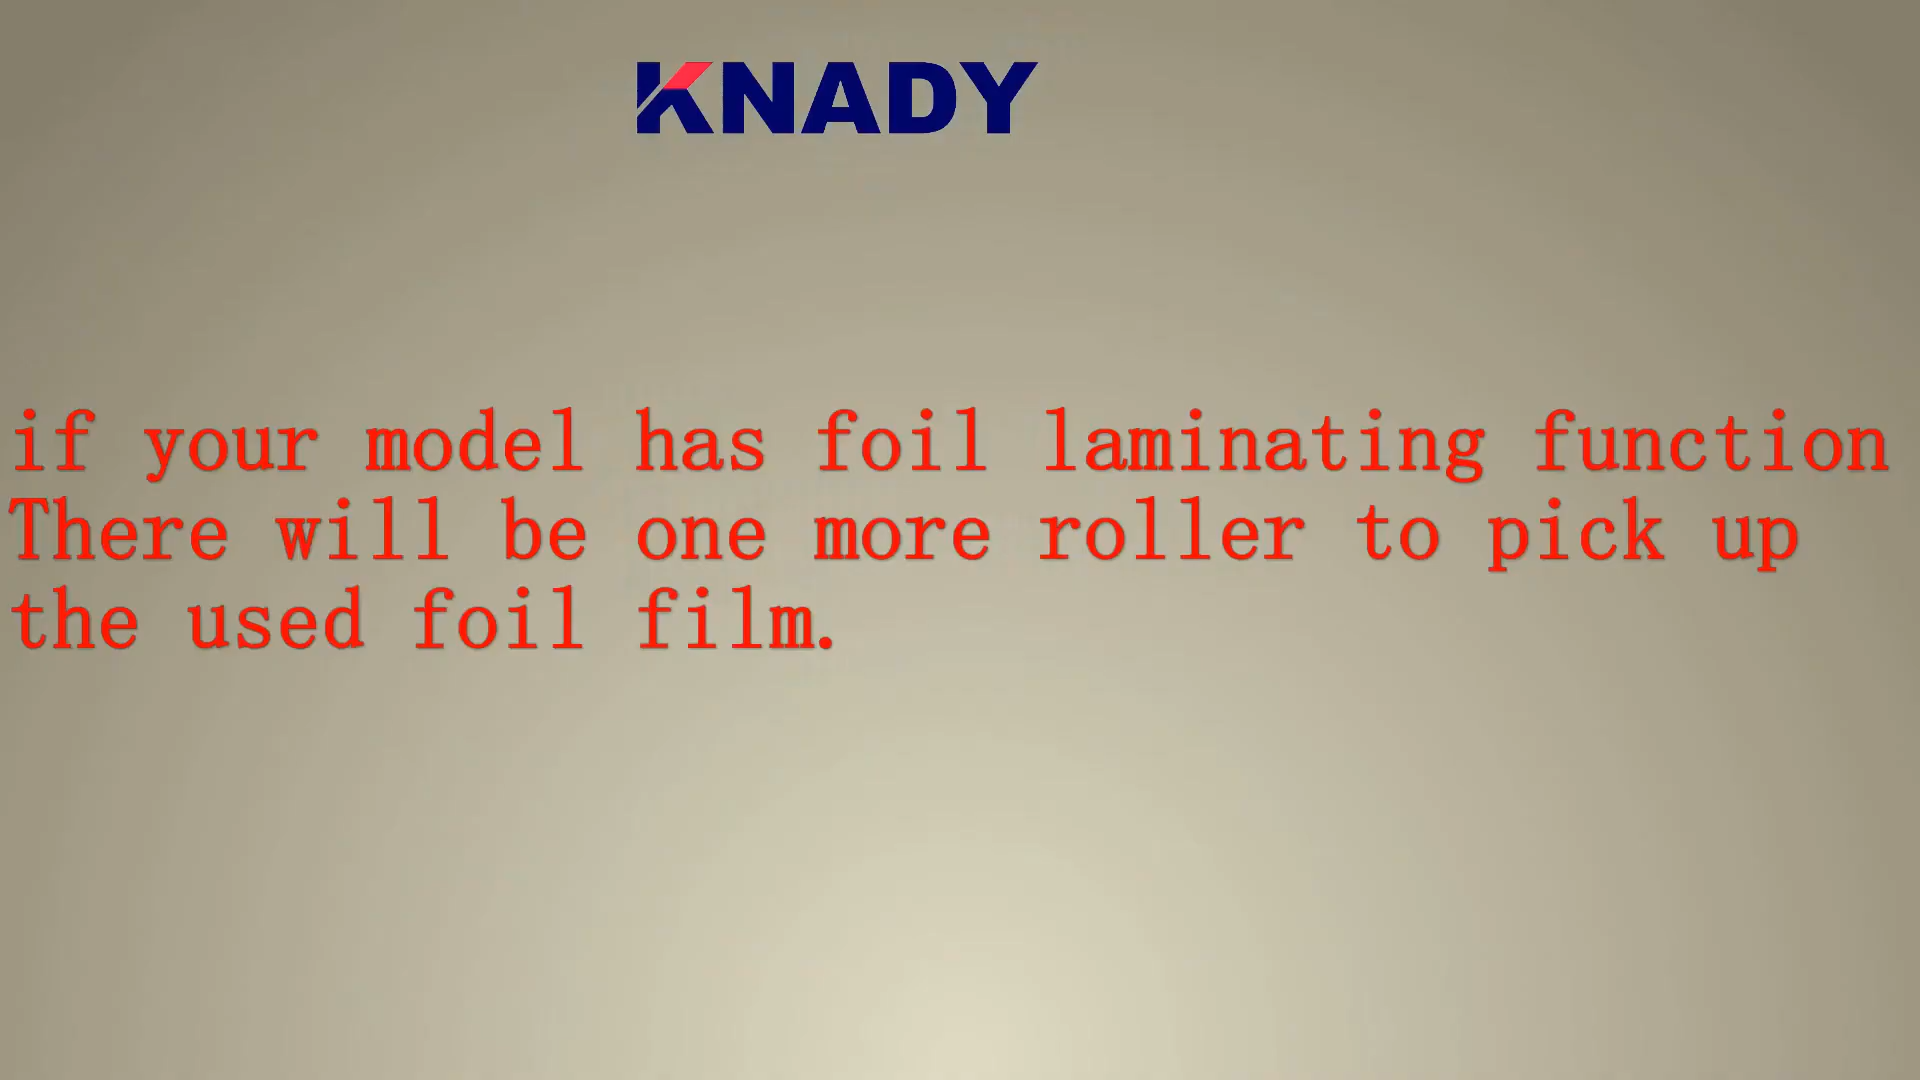 KNADY
if your model has foil laminating function
There will be one more roller to pick up
the used foil film.